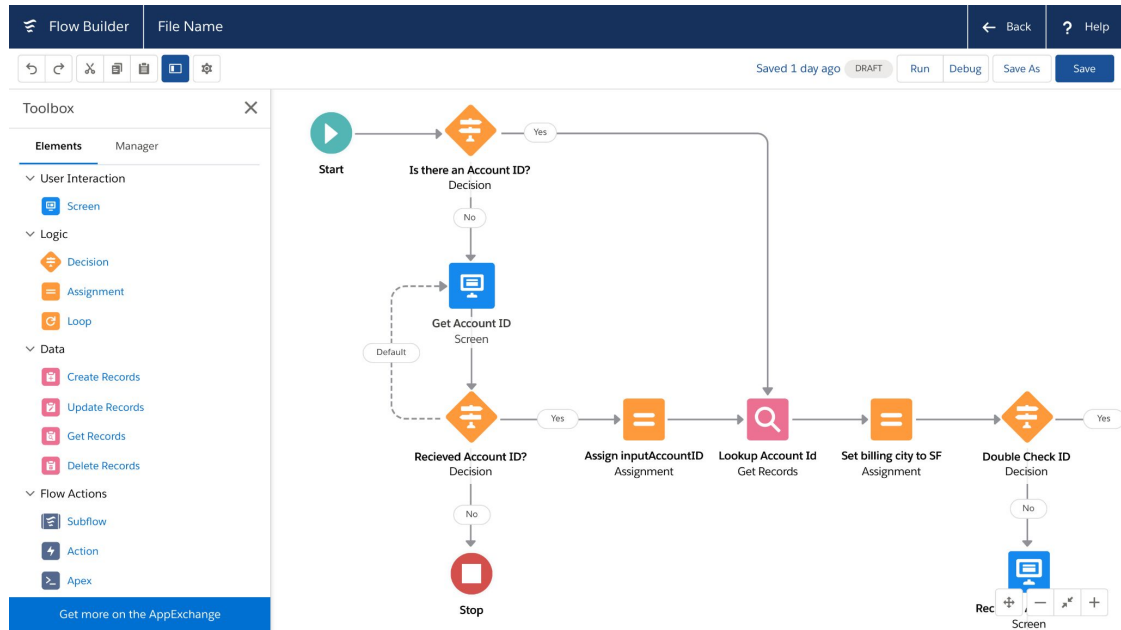 Flow Builder
File Name
Back
? Help
Saved 1 day ago
DRAFT
Run
Debug
Save As
Save
Toolbox
Elements
Manager
User Interaction
Screen
Logic
Decision
Assignment
Loop
Data
Create Records
Update Records
Get Records
Delete Records
Flow Actions
Subflow
Action
Apex
Get more on the AppExchange
Start
Is there an Account ID?
Decision
Yes
No
Get Account ID
Screen
Default
Recieved Account ID?
Decision
Yes
Assign inputAccountID
Assignment
Lookup Account Id
Get Records
Set billing city to SF
Assignment
Double Check ID
Decision
Yes
No
No
Stop
Screen